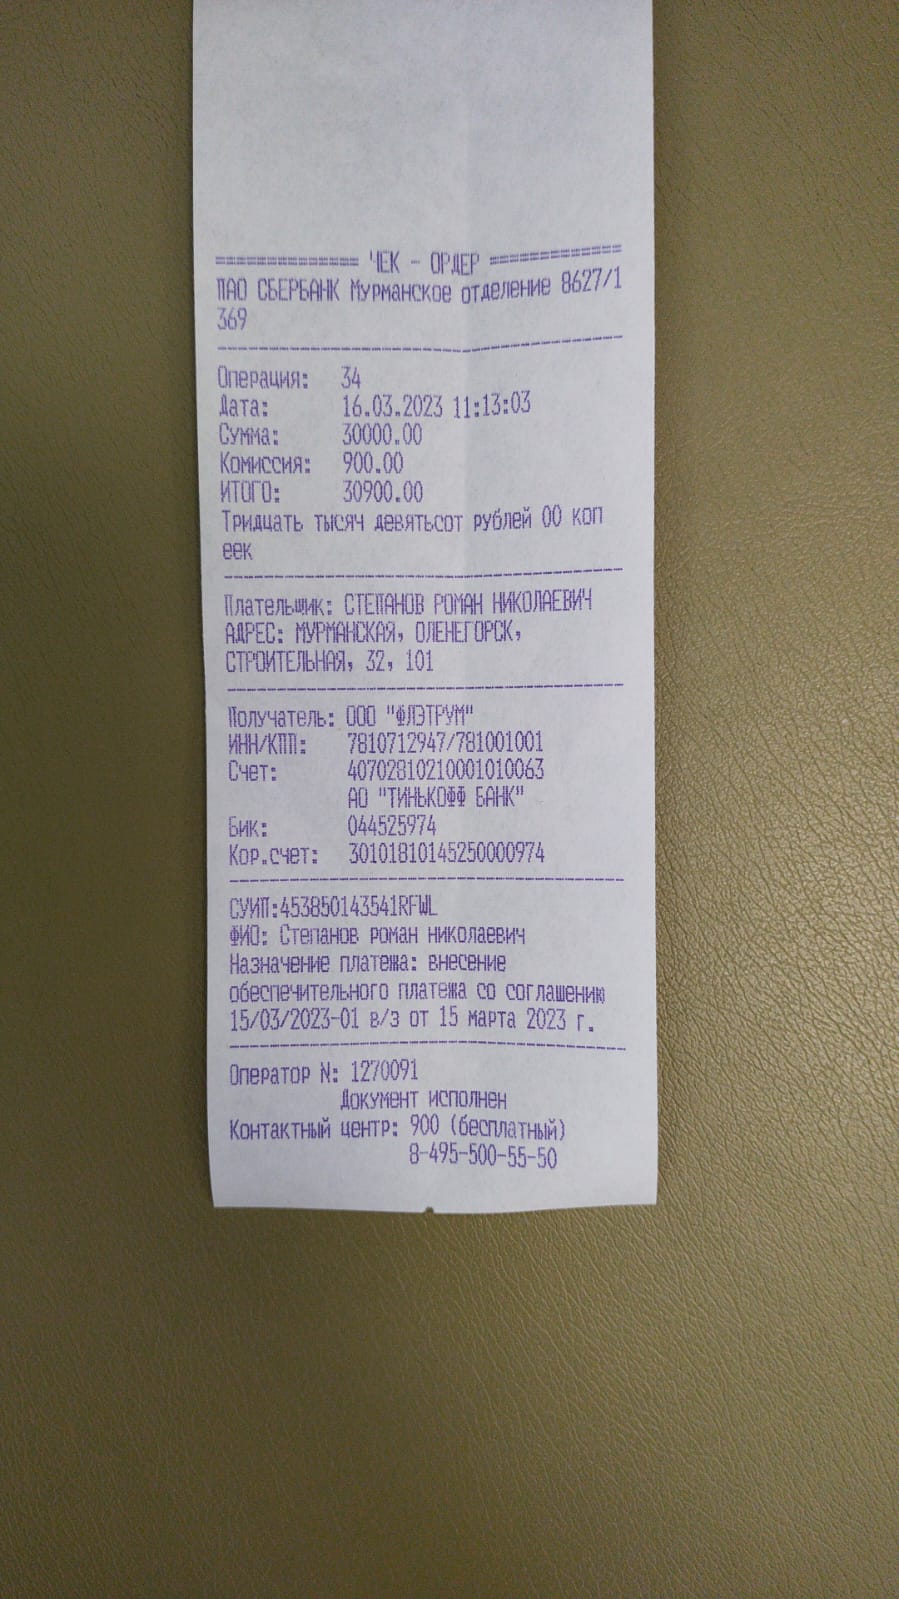 ============== ЧЕК - ОРДЕР =============
ПАО СБЕРБАНК Мурманское отделение 8627/1
369
Операция: 34
Дата: 16.03.2023 11:13:03
Сумма: 30000.00
Комиссия: 900.00
ИТОГО: 30900.00
Тридцать тысяч девятьсот рублей 00 коп
еек
Плательщик: СТЕПАНОВ РОМАН НИКОЛАЕВИЧ
АДРЕС: МУРМАНСКАЯ, ОЛЕНЕГОРСК,
СТРОИТЕЛЬНАЯ, 32, 101
Получатель: ООО "ФЛЭТРУМ"
ИНН/КПП: 7810712947/781001001
Счет: 40702810210001010063
АО "ТИНЬКОФФ БАНК"
Бик: 044525974
Кор.счет: 30101810145250000974
СУИП:453850143541RFWL
ФИО: Степанов роман николаевич
Назначение платежа: внесение
обеспечительного платежа со соглашению
15/03/2023-01 в/з от 15 марта 2023 г.
Оператор N: 1270091
Документ исполнен
Контактный центр: 900 (бесплатный)
8-495-500-55-50